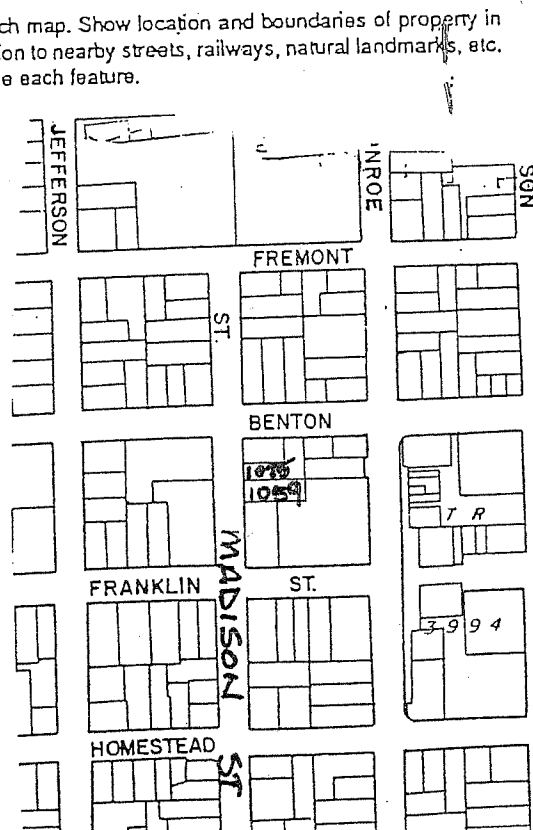 ch map. Show location and boundaries of property in
ion to nearby streets, railways, natural landmarks, etc.
e each feature.
JEFFERSON
NROE
SON
FREMONT
ST.
BENTON
1059
T R
MADISON ST
FRANKLIN ST.
3994
HOMESTEAD